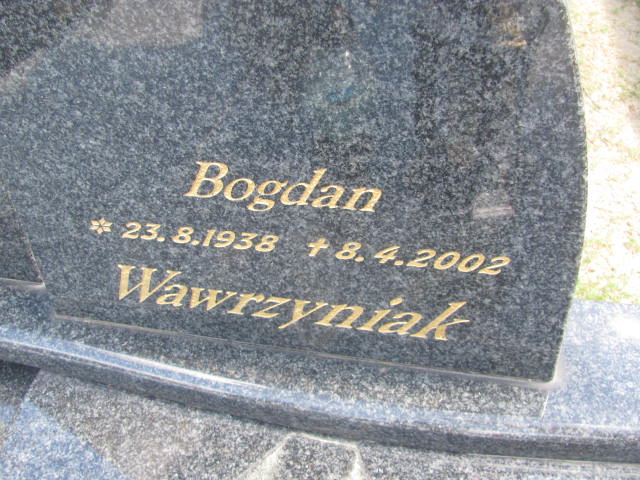 Bogdan
* 23.8.1938 † 8.4.2002
Wawrzyniak